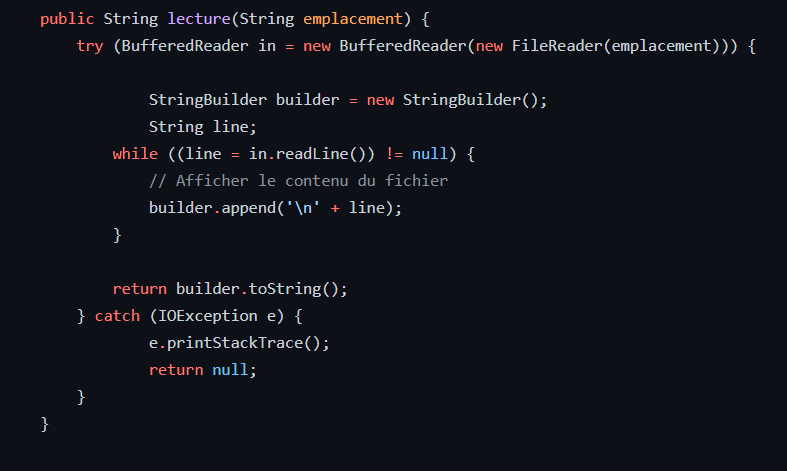 public String lecture(String emplacement) {
try (BufferedReader in = new BufferedReader(new FileReader(emplacement))) {
StringBuilder builder = new StringBuilder();
String line;
while ((line = in.readLine()) != null) {
// Afficher le contenu du fichier
builder.append('\n' + line);
}
return builder.toString();
} catch (IOException e) {
e.printStackTrace();
return null;
}
}